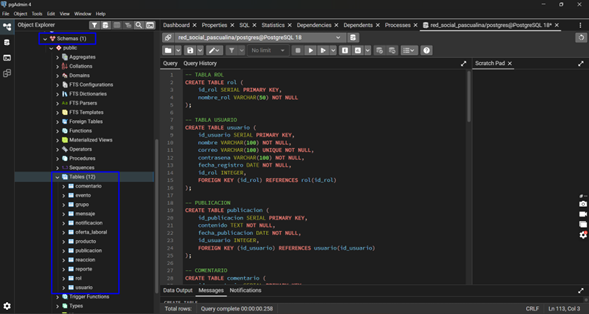 pgAdmin 4
File Object Tools Edit View Window Help
Object Explorer
Schemas (1)
public
Aggregates
Collations
Domains
FTS Configurations
FTS Dictionaries
FTS Parsers
FTS Templates
Foreign Tables
Functions
Materialized Views
Operators
Procedures
Sequences
Tables (12)
comentario
evento
grupo
mensaje
notificacion
oferta_laboral
producto
publicacion
reaccion
reporte
rol
usuario
Trigger Functions
Types
Dashboard Properties SQL Statistics Dependencies Dependents Processes red_social_pascualina/postgres@PostgreSQL 18*
red_social_pascualina/postgres@PostgreSQL 18
No limit
Query Query History
Scratch Pad
1 -- TABLA ROL
2 CREATE TABLE rol (
3 id_rol SERIAL PRIMARY KEY,
4 nombre_rol VARCHAR(50) NOT NULL
5 );
6
7 -- TABLA USUARIO
8 CREATE TABLE usuario (
9 id_usuario SERIAL PRIMARY KEY,
10 nombre VARCHAR(100) NOT NULL,
11 correo VARCHAR(100) UNIQUE NOT NULL,
12 contrasena VARCHAR(100) NOT NULL,
13 fecha_registro DATE NOT NULL,
14 id_rol INTEGER,
15 FOREIGN KEY (id_rol) REFERENCES rol(id_rol)
16 );
17
18 -- PUBLICACION
19 CREATE TABLE publicacion (
20 id_publicacion SERIAL PRIMARY KEY,
21 contenido TEXT NOT NULL,
22 fecha_publicacion DATE NOT NULL,
23 id_usuario INTEGER,
24 FOREIGN KEY (id_usuario) REFERENCES usuario(id_usuario)
25 );
26
27 -- COMENTARIO
28 CREATE TABLE comentario (
Data Output Messages Notifications
CREATE TABLE
Total rows: Query complete 00:00:00.258
CRLF Ln 113, Col 3